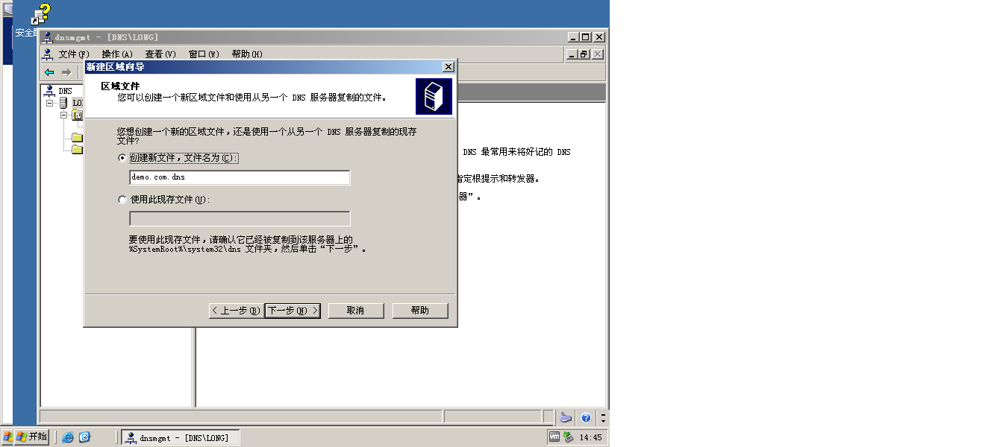 安全
dnsmgmt - [DNS\LONG]
文件(F) 操作(A) 查看(V) 窗口(W) 帮助(H)
新建区域向导
区域文件
您可以创建一个新区域文件和使用从另一个 DNS 服务器复制的文件。
DNS
LO
您想创建一个新的区域文件，还是使用一个从另一个 DNS 服务器复制的现存
文件?
创建新文件，文件名为(C):
demo.com.dns
使用此现存文件(U):
要使用此现存文件，请确认它已经被复制到该服务器上的
%SystemRoot%\system32\dns 文件夹，然后单击“下一步”。
< 上一步(B) 下一步(N) > 取消 帮助
DNS 最常用来将好记的 DNS
指定根提示和转发器。
器”。
开始
dnsmgmt - [DNS\LONG]
vm
14:45